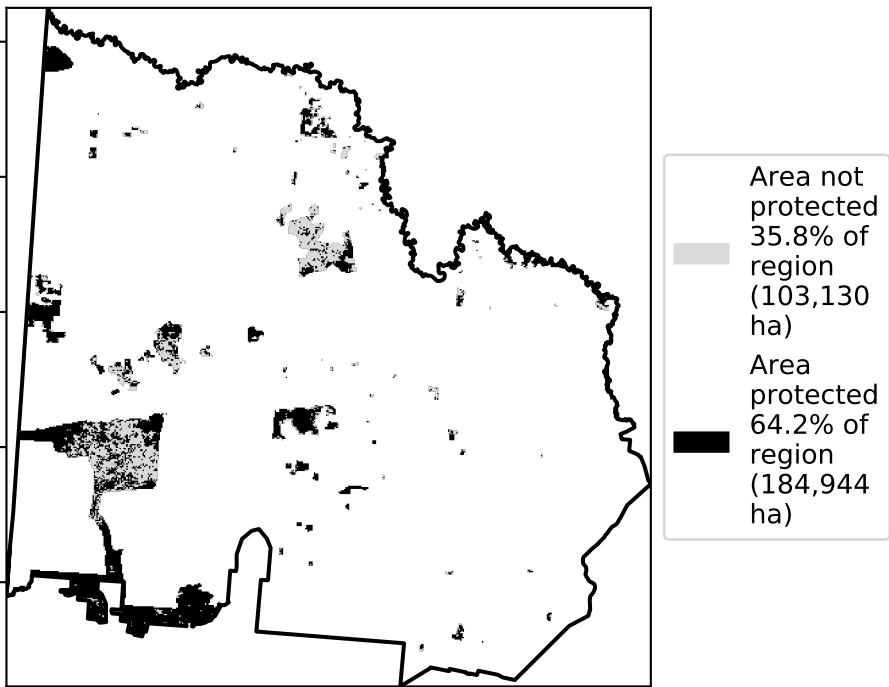 Area not
protected
35.8% of
region
(103,130
ha)
Area
protected
64.2% of
region
(184,944
ha)